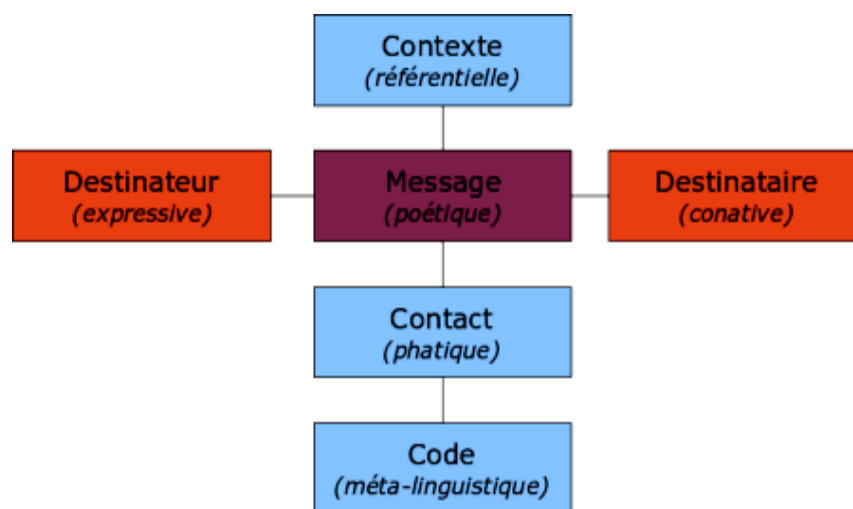 Contexte
(référentielle)
Destinateur
(expressive)
Message
(poétique)
Destinataire
(conative)
Contact
(phatique)
Code
(méta-linguistique)